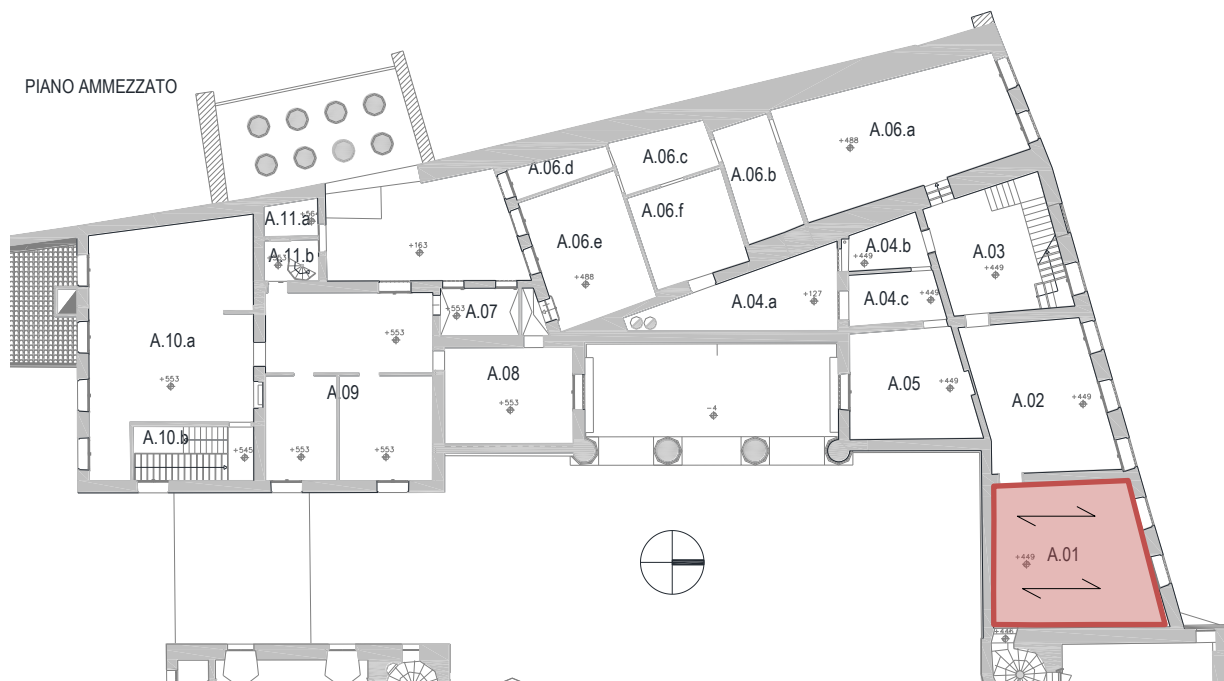 PIANO AMMEZZATO
A.06.a
+488
A.06.c
A.06.d
A.06.b
A.06.f
A.11.a
+564
A.06.e
+488
A.04.b
+449
A.03
+449
A.11.b
+553
+163
A.04.a
+127
A.04.c
+449
A.07
+553
A.10.a
+553
+553
A.08
+553
A.09
A.05
+449
A.02
+449
-4
A.10.b
+545
+553
+553
A.01
+449
+446